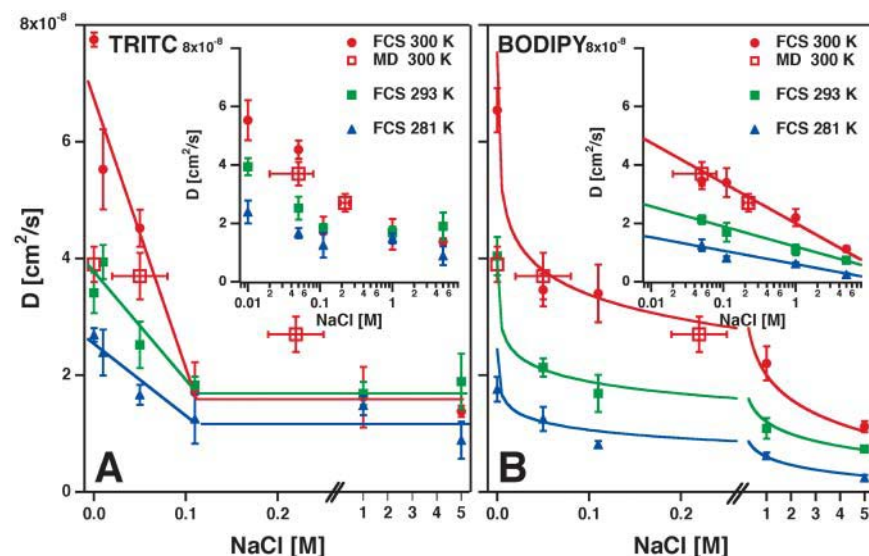 8x10⁻⁸
TRITC
8x10⁻⁸
FCS 300 K
MD 300 K
FCS 293 K
FCS 281 K
6
4
2
0
D [cm²/s]
0.01
4 6
0.1
2
4 6
1
2
4 6
NaCl [M]
6
4
2
0
D [cm²/s]
A
0.0
0.1
0.2
1
2
3
4
5
NaCl [M]
BODIPY
8x10⁻⁸
FCS 300 K
MD 300 K
FCS 293 K
FCS 281 K
6
4
2
0
D [cm²/s]
0.01
2
4 6
0.1
2
4 6
1
2
4 6
NaCl [M]
B
0.0
0.1
0.2
1
2
3
4
5
NaCl [M]